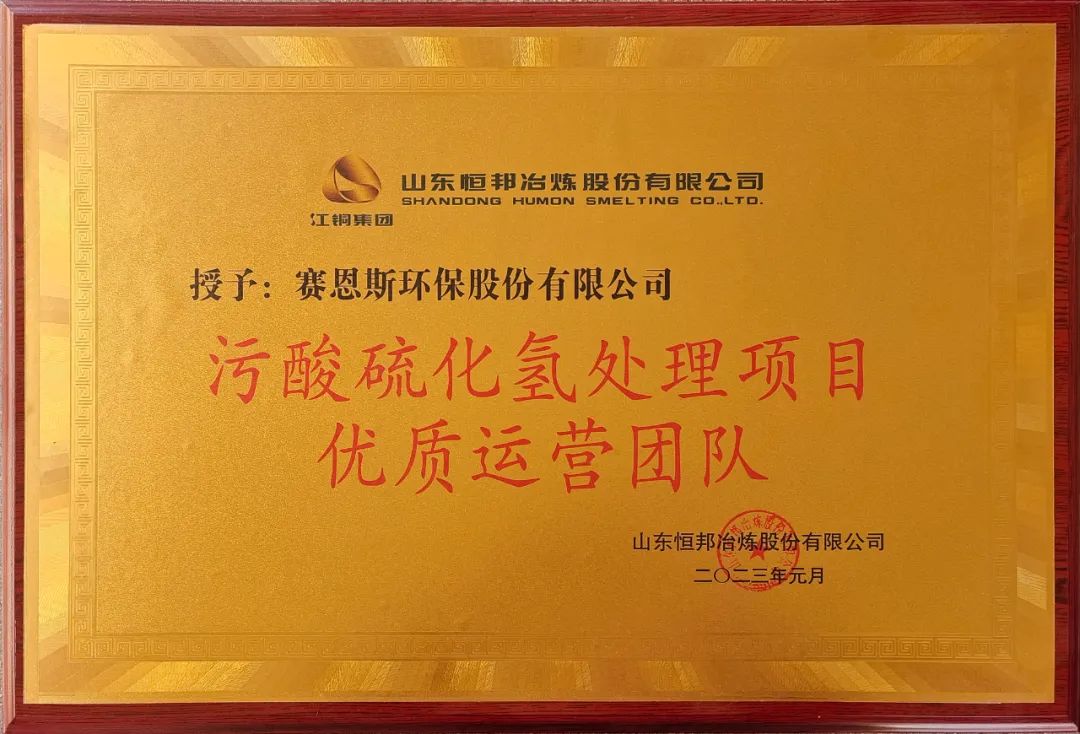 山东恒邦冶炼股份有限公司
SHANDONG HUMON SMELTING CO.,LTD.
江铜集团
授予：赛恩斯环保股份有限公司
污酸硫化氢处理项目
优质运营团队
山东恒邦冶炼股份有限公司
二〇二三年元月